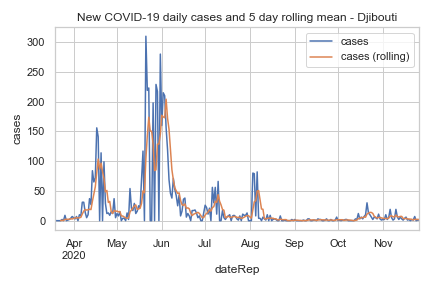 New COVID-19 daily cases and 5 day rolling mean - Djibouti
cases
cases (rolling)
cases
300
250
200
150
100
50
0
Apr May Jun Jul Aug Sep Oct Nov
2020
dateRep